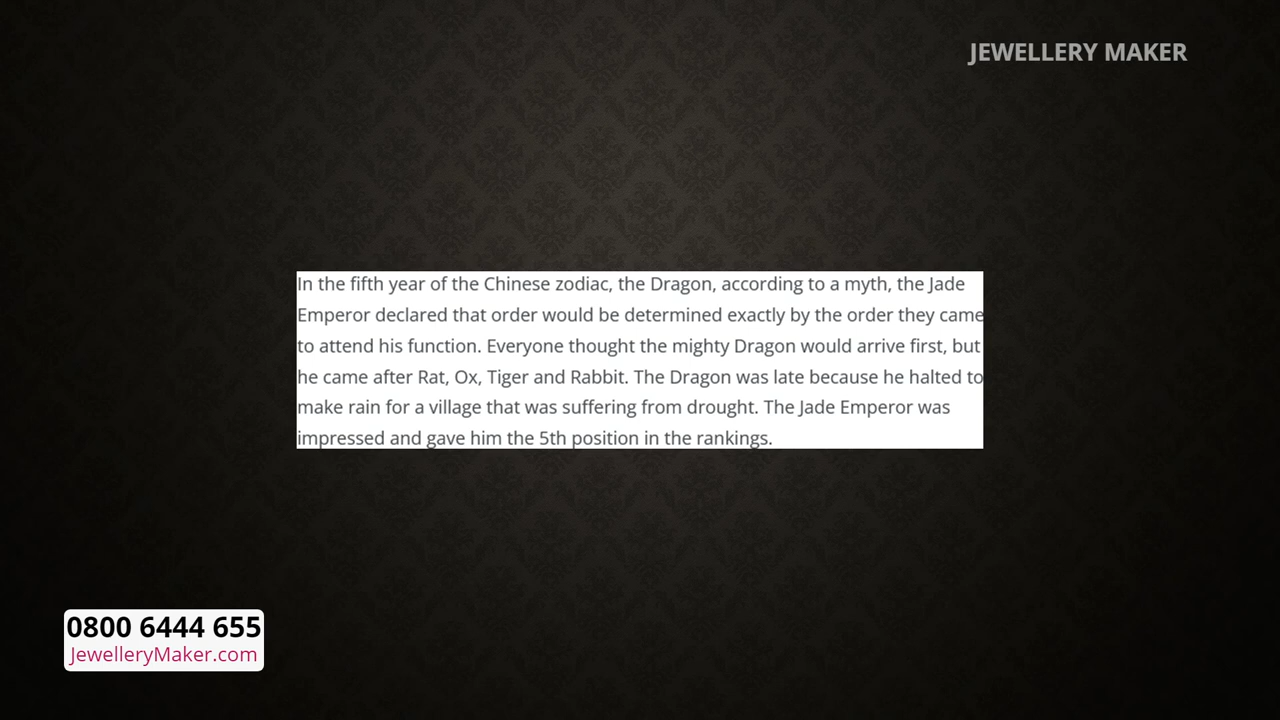 JEWELLERY MAKER
In the fifth year of the Chinese zodiac, the Dragon, according to a myth, the Jade
Emperor declared that order would be determined exactly by the order they came
to attend his function. Everyone thought the mighty Dragon would arrive first, but
he came after Rat, Ox, Tiger and Rabbit. The Dragon was late because he halted to
make rain for a village that was suffering from drought. The Jade Emperor was
impressed and gave him the 5th position in the rankings.
0800 6444 655
JewelleryMaker.com